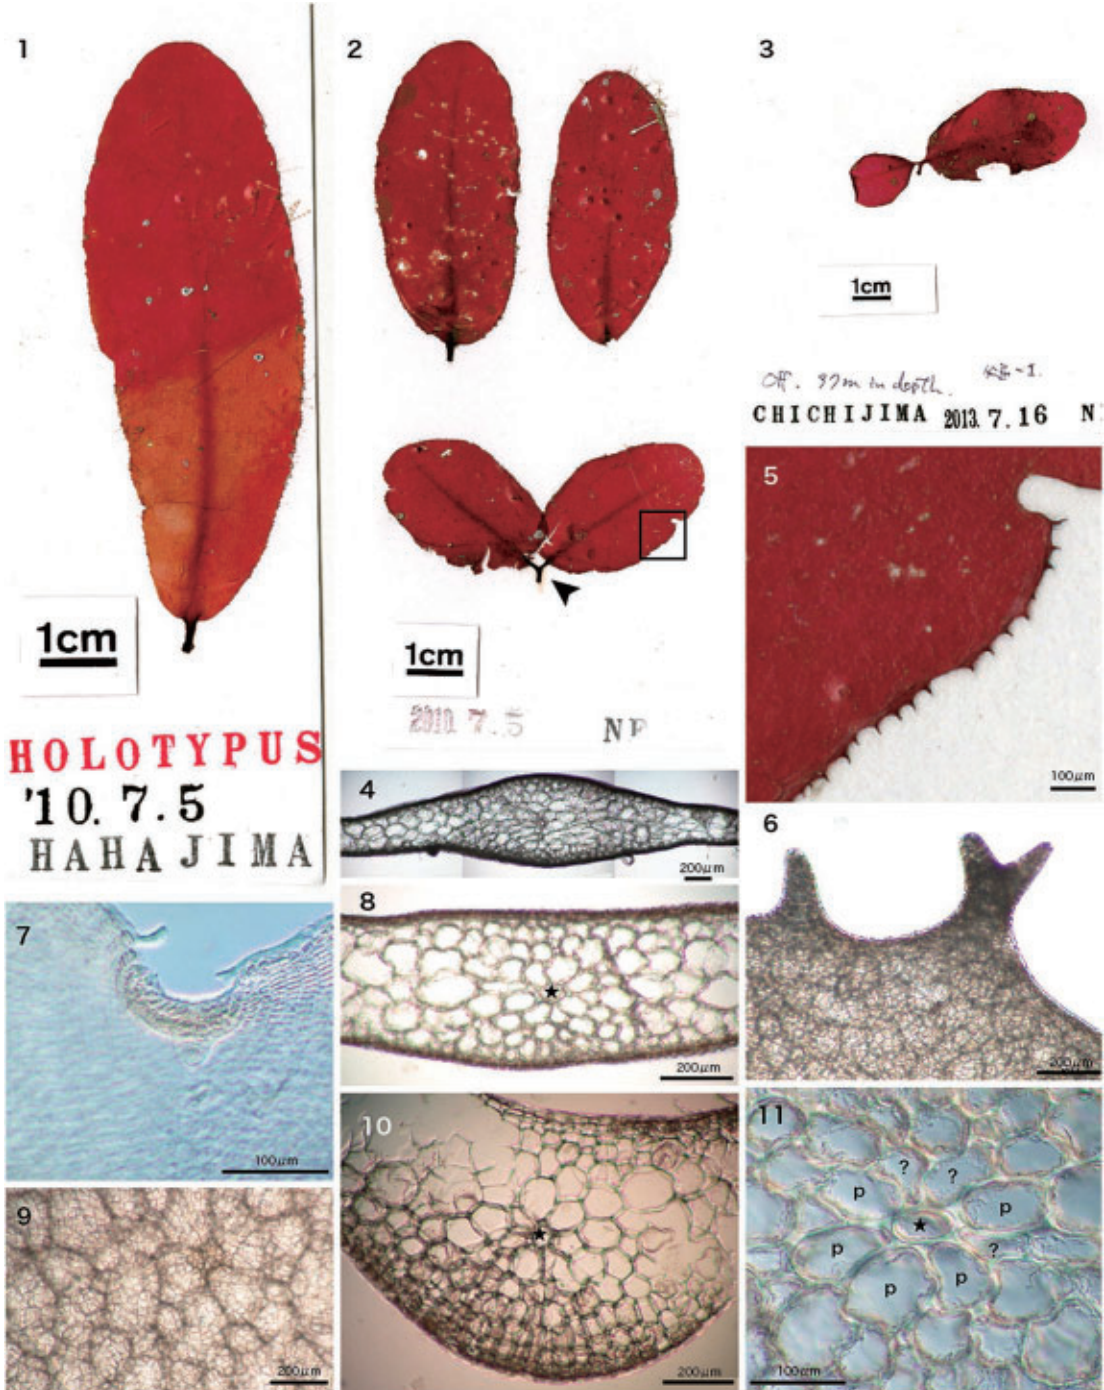 1
1cm
HOLOTYPUS
'10. 7.5
HAHAJIMA
2
1cm
2010. 7.5 NF
3
1cm
Off. 97m in depth.
CHICHIJIMA 2013. 7. 16 N
4
200μm
5
100μm
6
200μm
7
100μm
8
★
200μm
9
200μm
10
★
200μm
11
? ?
p p
★
?
p
p p
100μm